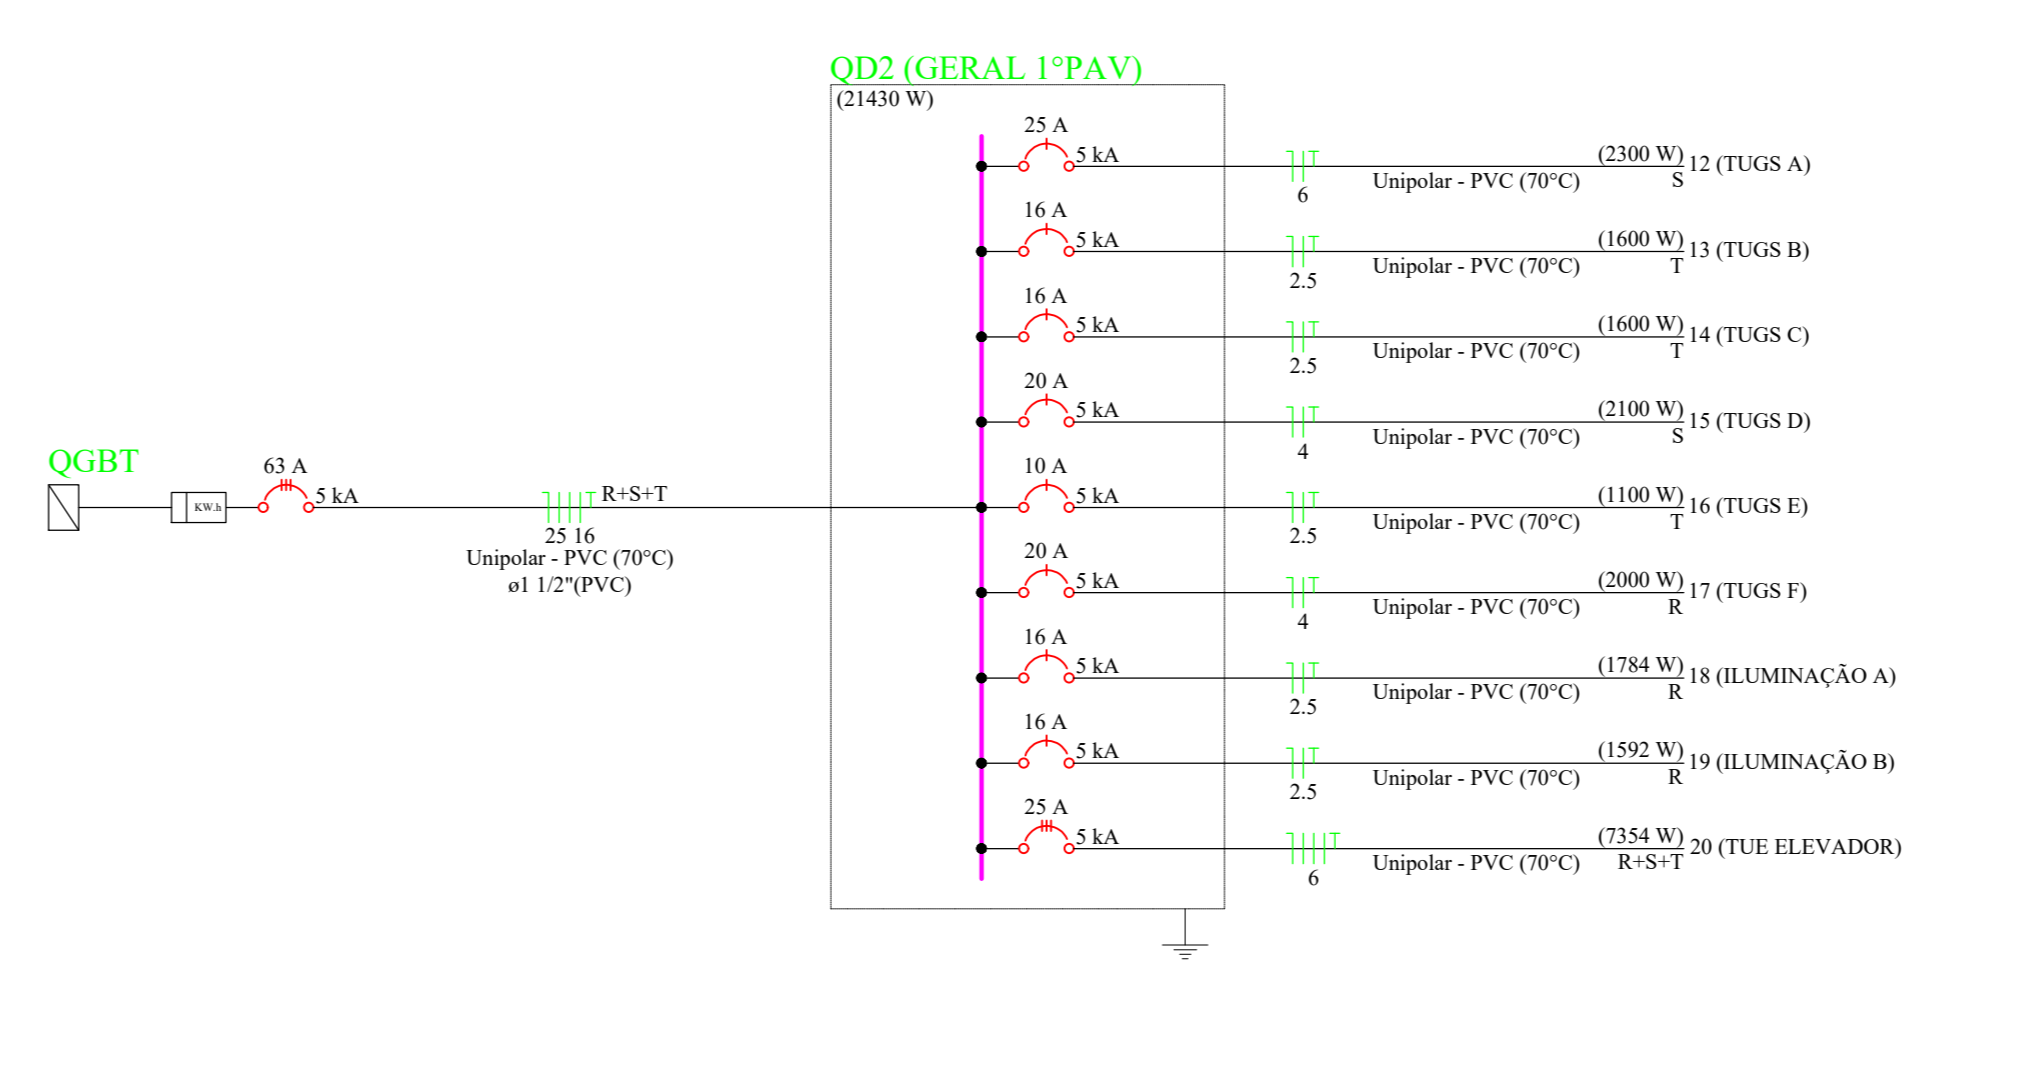 QD2 (GERAL 1°PAV)
(21430 W)
25 A
5 kA
6
Unipolar - PVC (70°C)
(2300 W)
S
12 (TUGS A)
16 A
5 kA
2.5
Unipolar - PVC (70°C)
(1600 W)
T
13 (TUGS B)
16 A
5 kA
2.5
Unipolar - PVC (70°C)
(1600 W)
T
14 (TUGS C)
20 A
5 kA
4
Unipolar - PVC (70°C)
(2100 W)
S
15 (TUGS D)
QGBT
KW.h
63 A
5 kA
R+S+T
25 16
Unipolar - PVC (70°C)
ø1 1/2"(PVC)
10 A
5 kA
2.5
Unipolar - PVC (70°C)
(1100 W)
T
16 (TUGS E)
20 A
5 kA
4
Unipolar - PVC (70°C)
(2000 W)
R
17 (TUGS F)
16 A
5 kA
2.5
Unipolar - PVC (70°C)
(1784 W)
R
18 (ILUMINAÇÃO A)
16 A
5 kA
2.5
Unipolar - PVC (70°C)
(1592 W)
R
19 (ILUMINAÇÃO B)
25 A
5 kA
6
Unipolar - PVC (70°C)
(7354 W)
R+S+T
20 (TUE ELEVADOR)